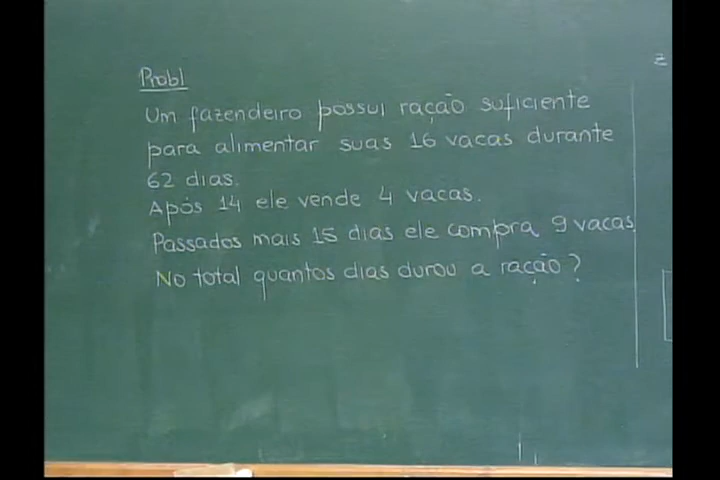 Probl
Um fazendeiro possui ração suficiente
para alimentar suas 16 vacas durante
62 dias.
Após 14 ele vende 4 vacas.
Passados mais 15 dias ele compra 9 vacas
No total quantos dias durou a ração?
z